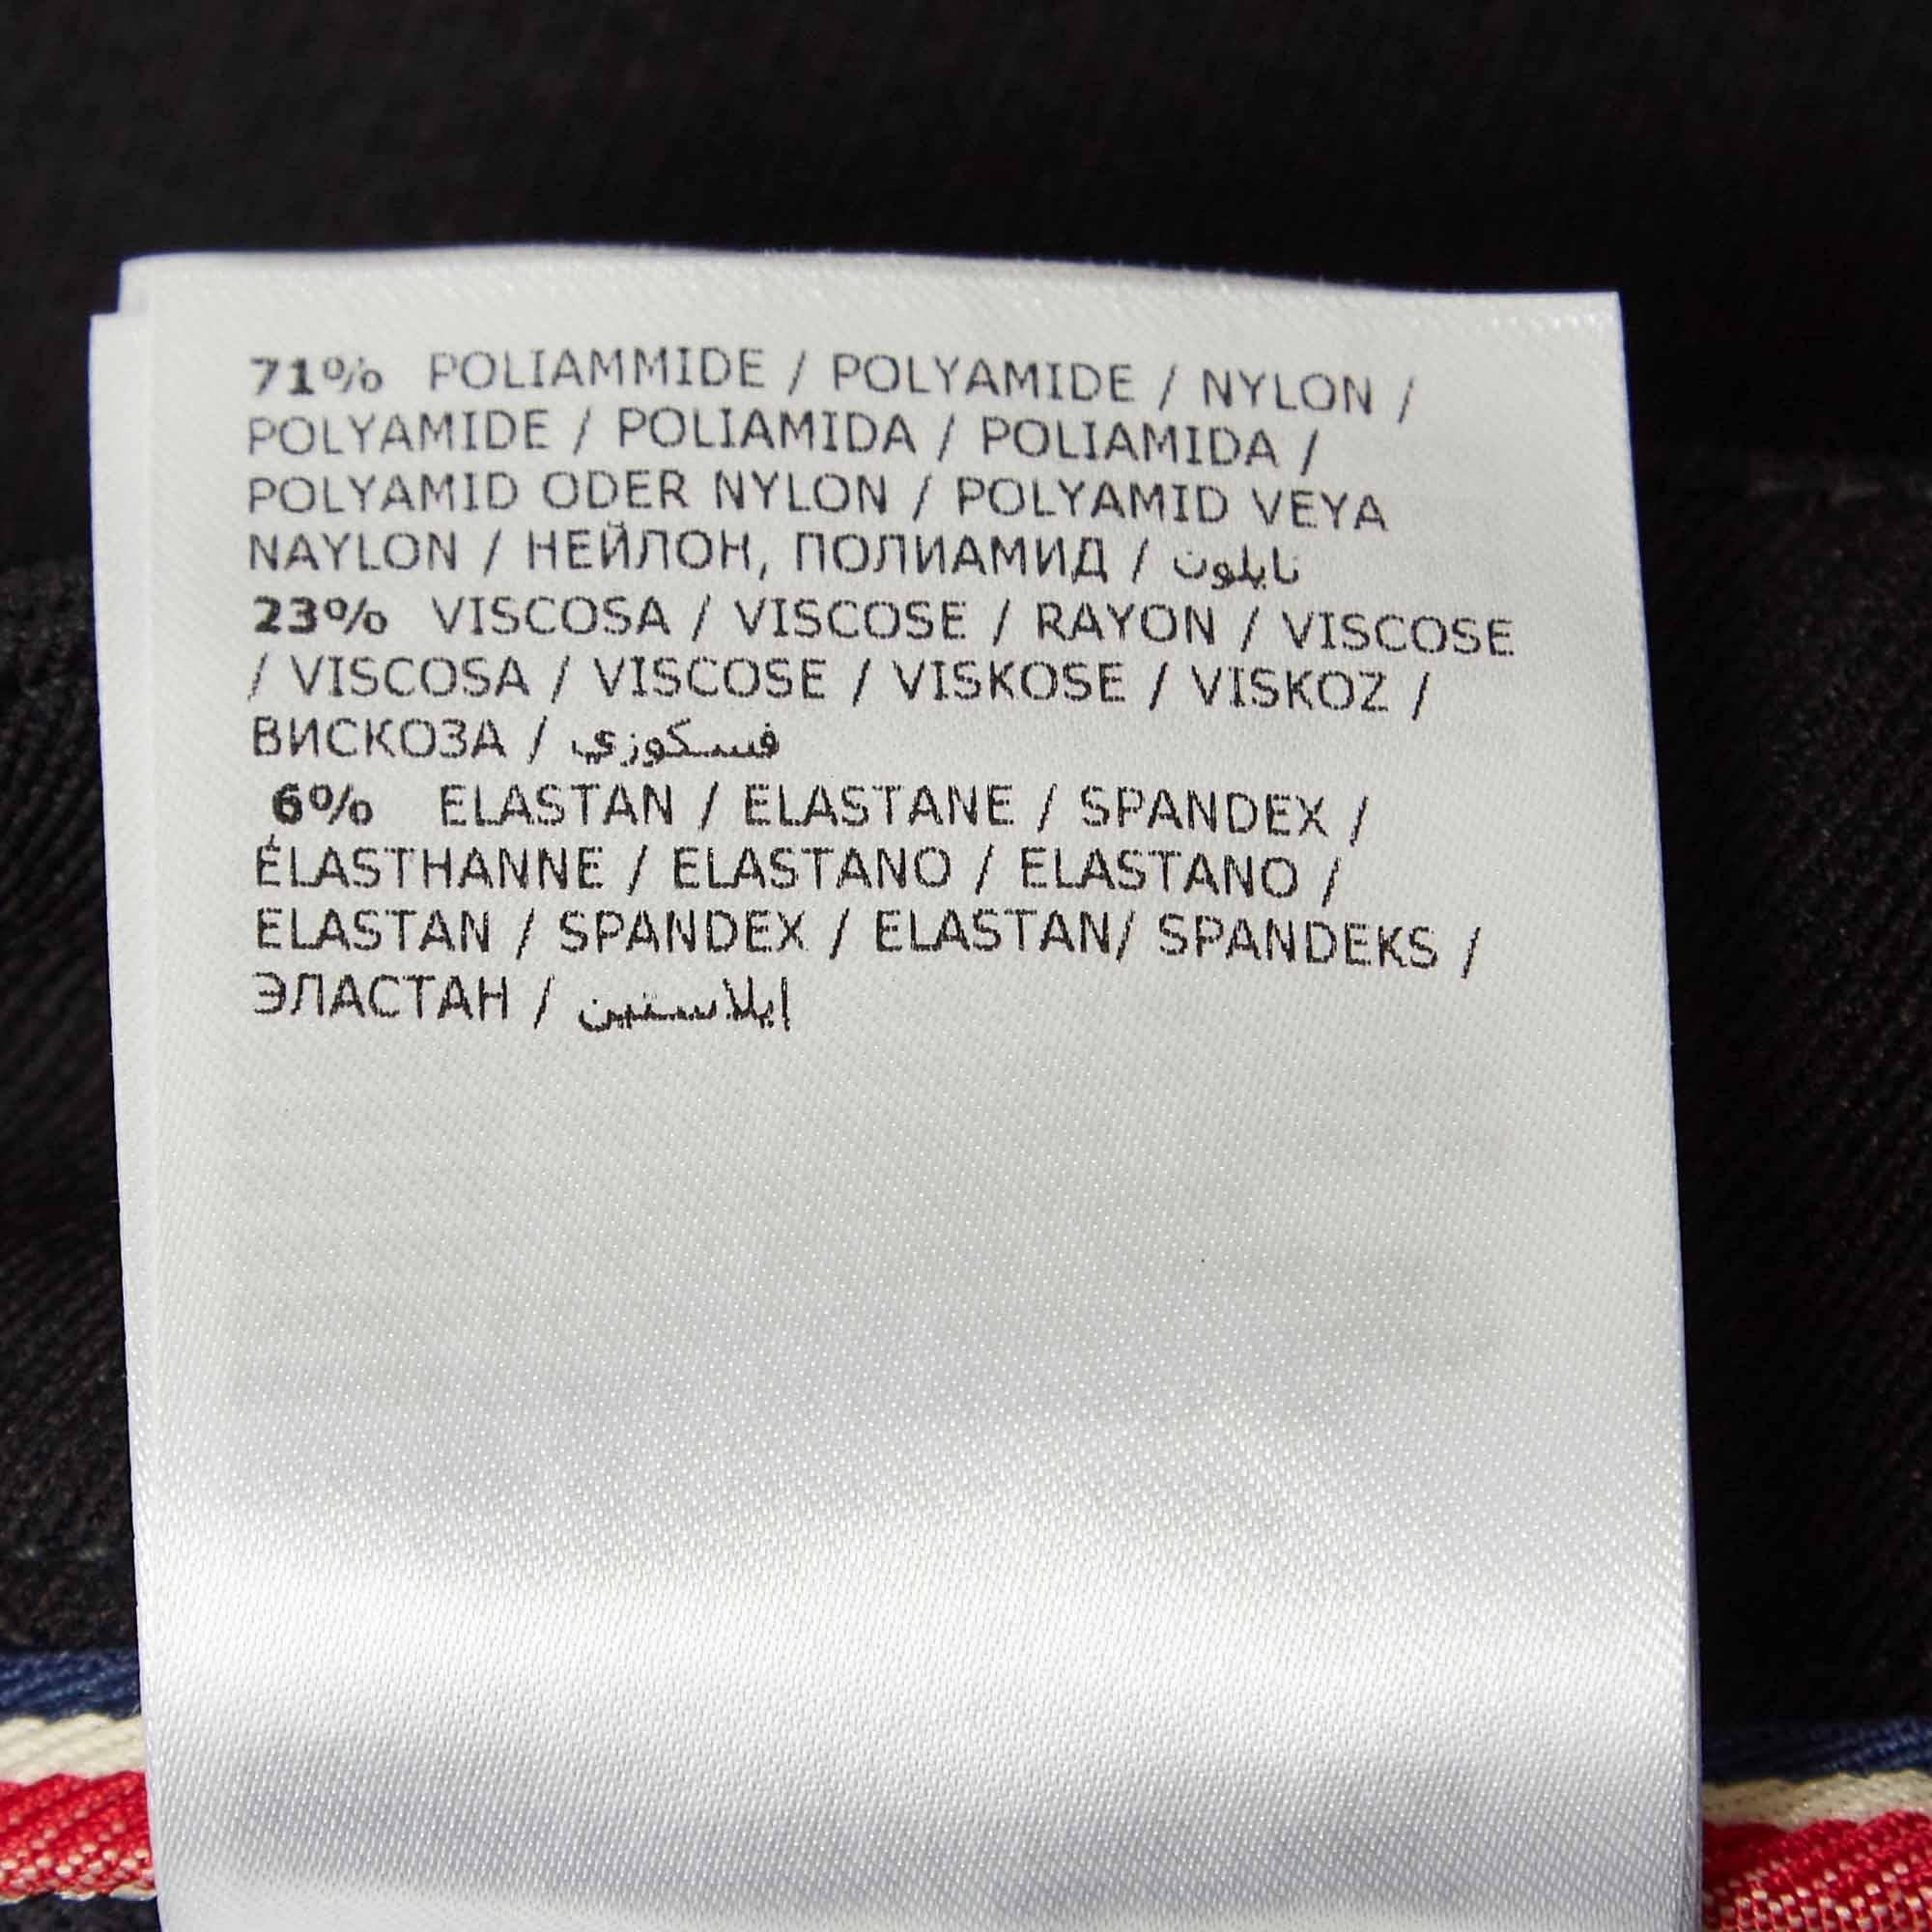 71% POLIAMMIDE / POLYAMIDE / NYLON /
POLYAMIDE / POLIAMIDA / POLIAMIDA /
POLYAMID ODER NYLON / POLYAMID VEYA
NAYLON / НЕЙЛОН, ПОЛИАМИД / نايلون
23% VISCOSA / VISCOSE / RAYON / VISCOSE
/ VISCOSA / VISCOSE / VISKOSE / VISKOZ /
ВИСКОЗА / فسكوزي
6% ELASTAN / ELASTANE / SPANDEX /
ÉLASTHANNE / ELASTANO / ELASTANO /
ELASTAN / SPANDEX / ELASTAN/ SPANDEKS /
ЭЛАСТАН / ايلاستين